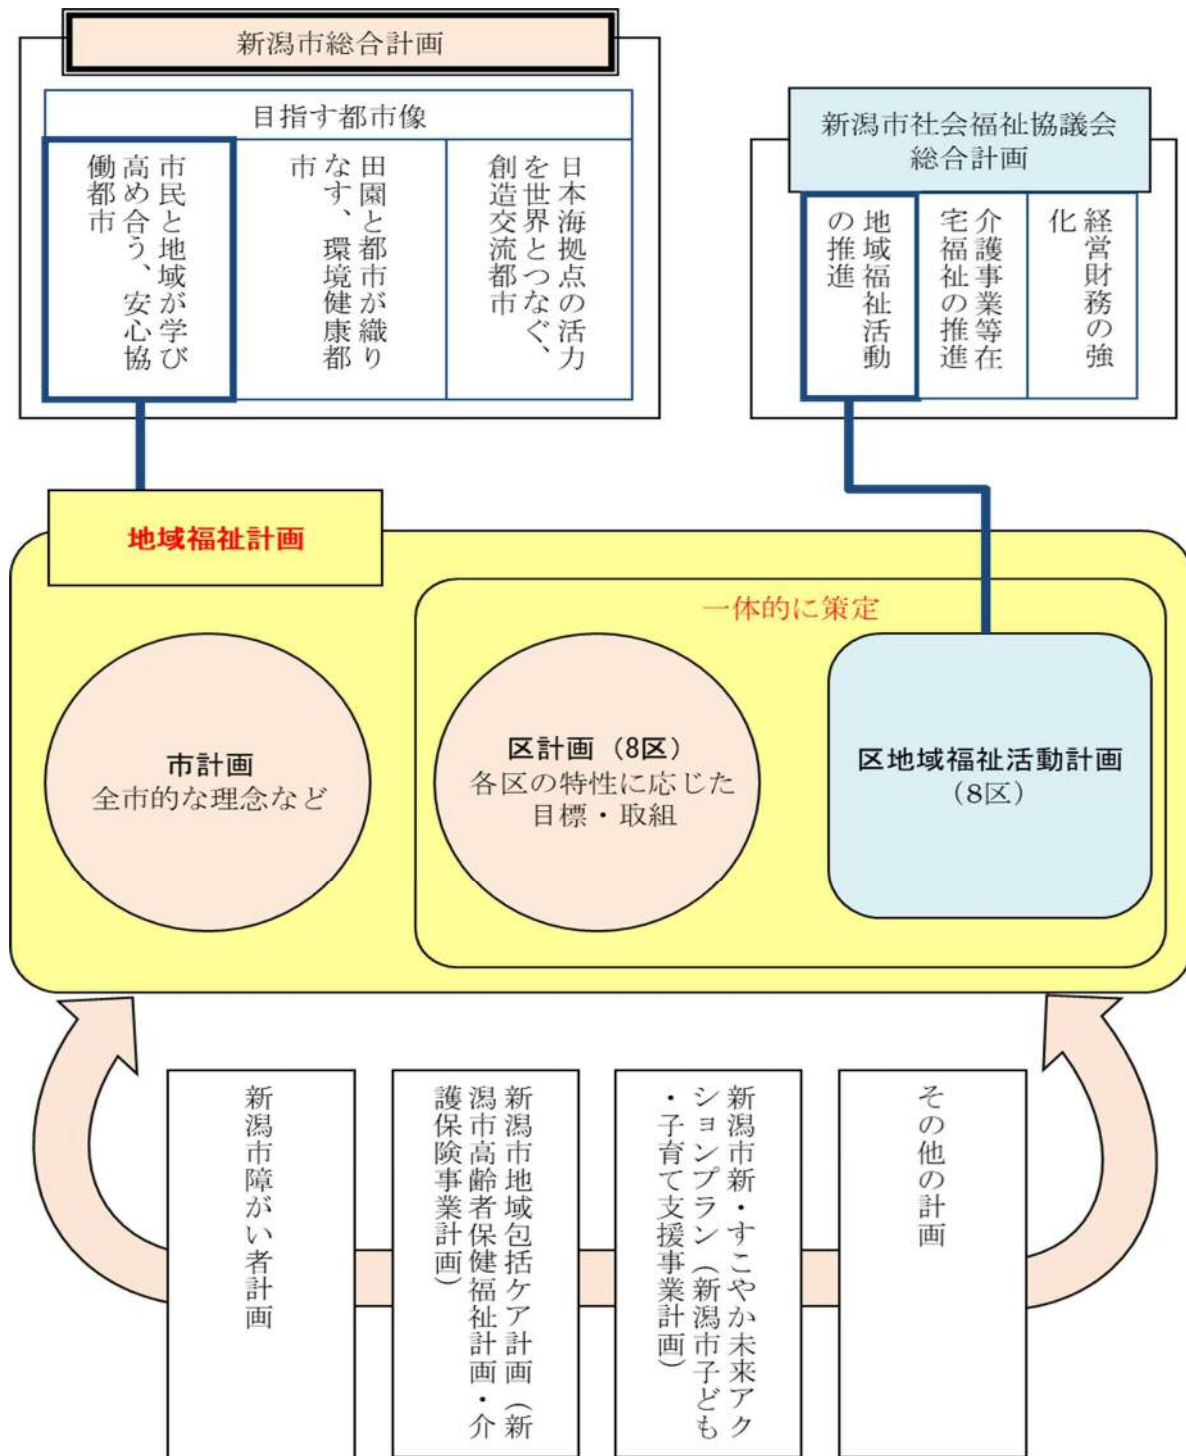 新潟市総合計画
目指す都市像
市民と地域が学び
高め合う、安心協
働都市
田園と都市が織り
なす、環境健康都
市
日本海拠点の活力
を世界とつなぐ、
創造交流都市
新潟市社会福祉協議会
総合計画
地域福祉活動
の推進
介護事業等在
宅福祉の推進
経営財務の強
化
地域福祉計画
一体的に策定
市計画
全市的な理念など
区計画（8区）
各区の特性に応じた
目標・取組
区地域福祉活動計画
（8区）
新潟市障がい者計画
新潟市地域包括ケア計画（新
潟市高齢者保健福祉計画・介
護保険事業計画）
新潟市新・すこやか未来アク
ションプラン（新潟市子ども
・子育て支援事業計画）
その他の計画